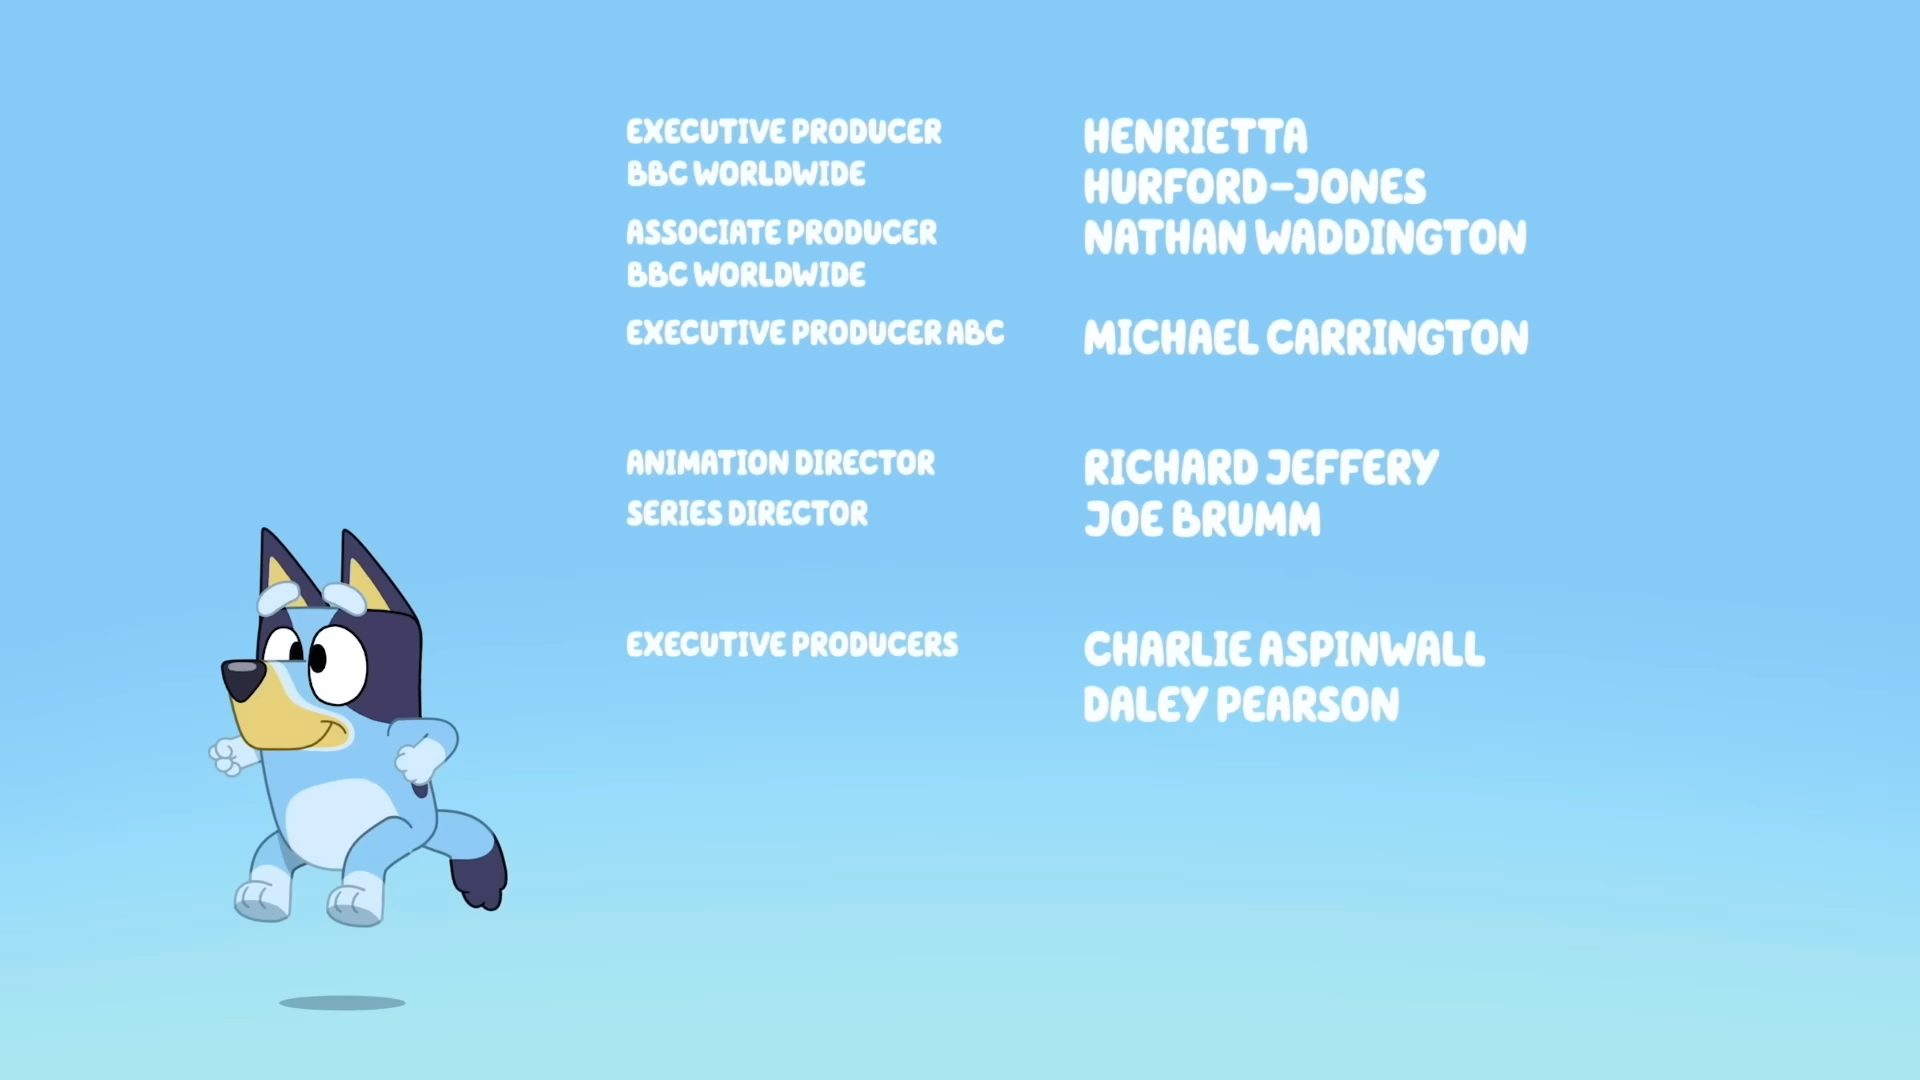 EXECUTIVE PRODUCER
BBC WORLDWIDE
HENRIETTA
HURFORD-JONES
ASSOCIATE PRODUCER
BBC WORLDWIDE
NATHAN WADDINGTON
EXECUTIVE PRODUCER ABC
MICHAEL CARRINGTON
ANIMATION DIRECTOR
RICHARD JEFFERY
SERIES DIRECTOR
JOE BRUMM
EXECUTIVE PRODUCERS
CHARLIE ASPINWALL
DALEY PEARSON